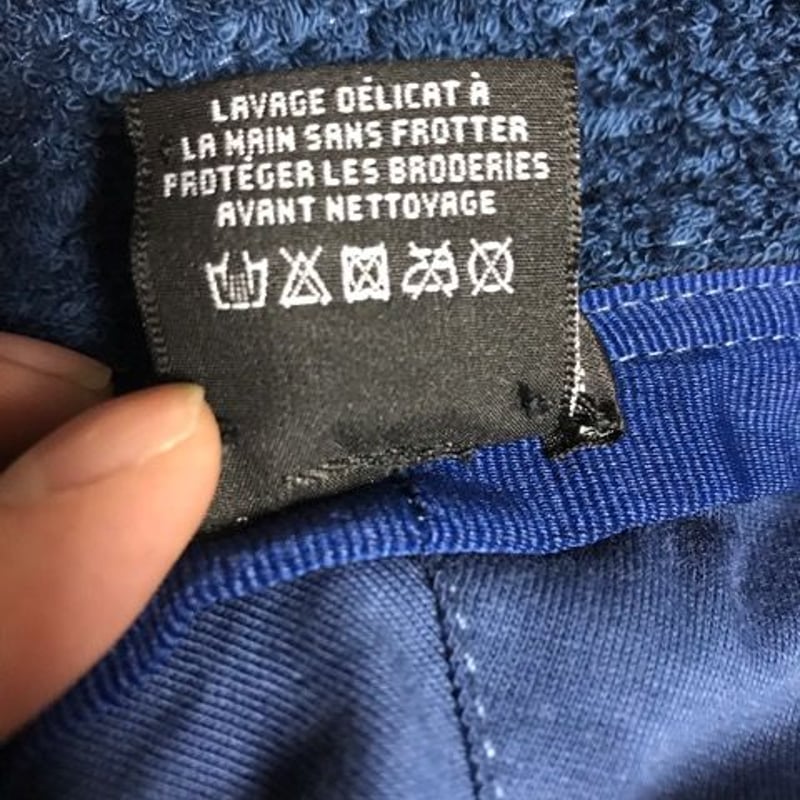 LAVAGE DÉLICAT À
LA MAIN SANS FROTTER
PROTÉGER LES BRODERIES
AVANT NETTOYAGE